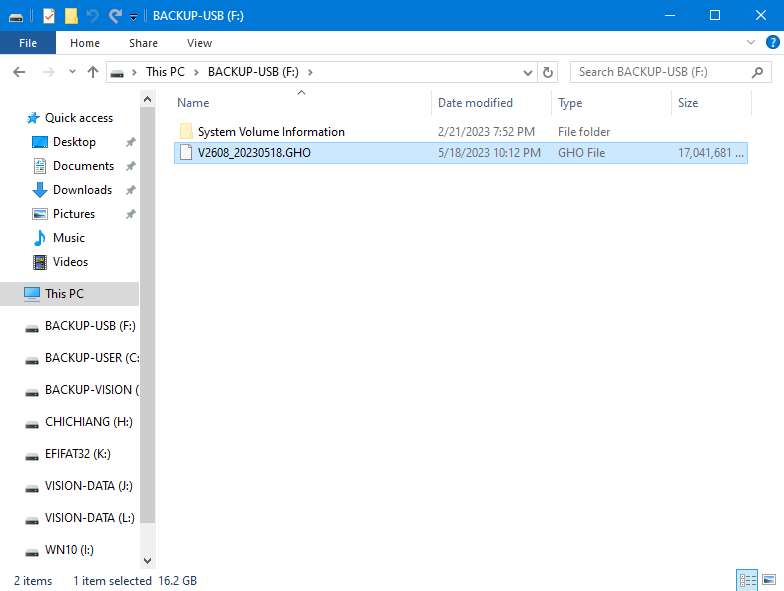 BACKUP-USB (F:)
File Home Share View
This PC BACKUP-USB (F:) Search BACKUP-USB (F:)
Name Date modified Type Size
System Volume Information 2/21/2023 7:52 PM File folder
V2608_20230518.GHO 5/18/2023 10:12 PM GHO File 17,041,681 ...
Quick access
Desktop
Documents
Downloads
Pictures
Music
Videos
This PC
BACKUP-USB (F:)
BACKUP-USER (C:
BACKUP-VISION (
CHICHIANG (H:)
EFIFAT32 (K:)
VISION-DATA (J:)
VISION-DATA (L:)
WN10 (I:)
2 items 1 item selected 16.2 GB